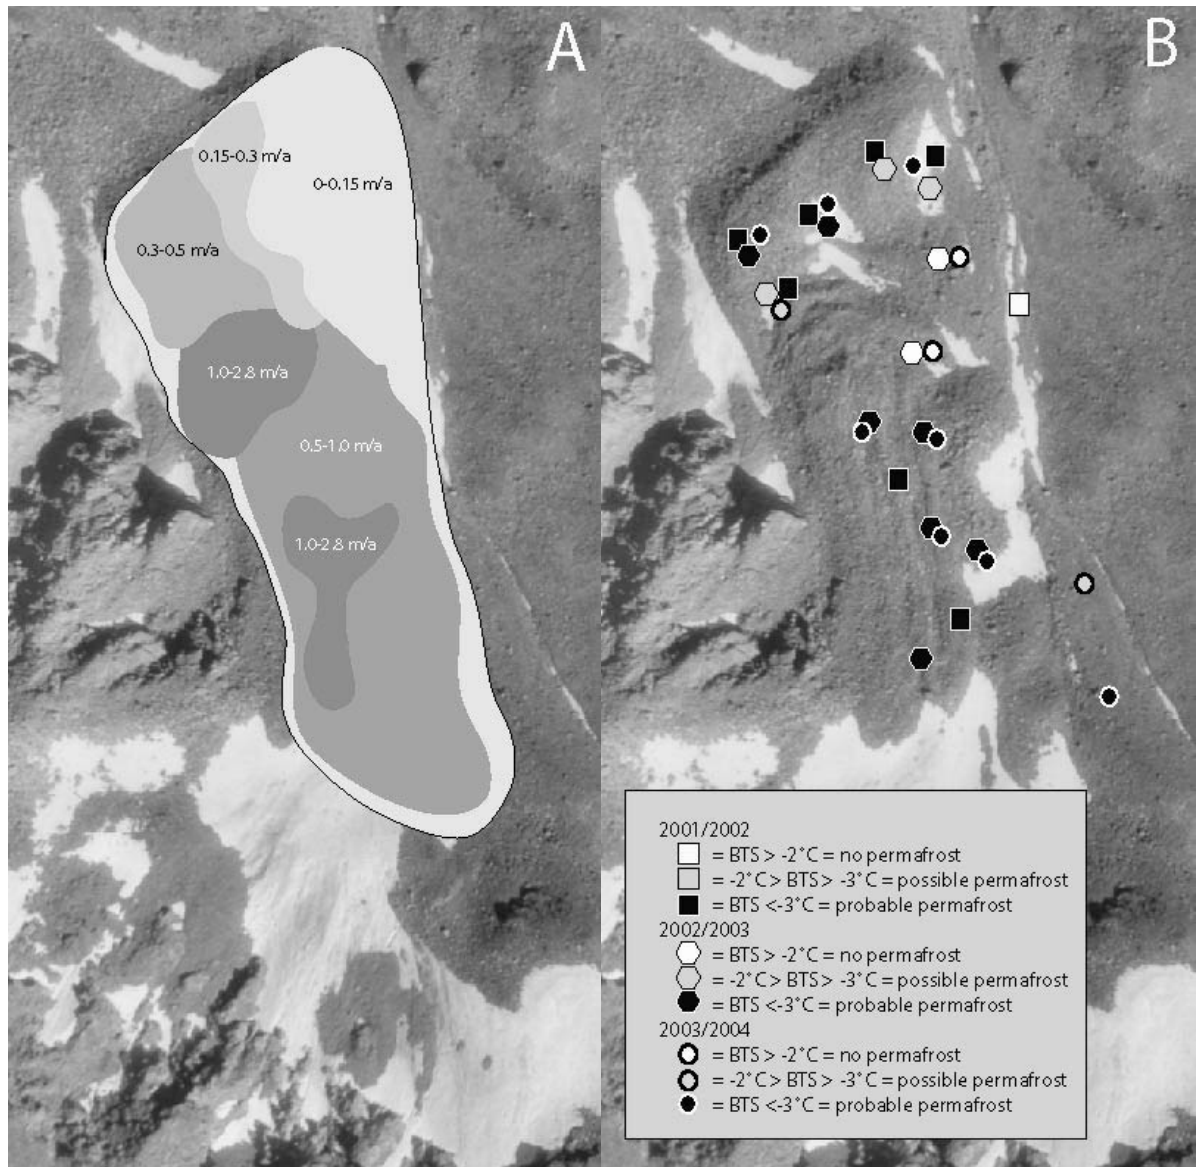 A
B
0.15-0.3 m/a
0-0.15 m/a
0.3-0.5 m/a
1.0-2.8 m/a
0.5-1.0 m/a
1.0-2.8 m/a
2001/2002
= BTS > -2°C = no permafrost
= -2°C > BTS > -3°C = possible permafrost
= BTS <-3°C = probable permafrost
2002/2003
= BTS > -2°C = no permafrost
= -2°C > BTS > -3°C = possible permafrost
= BTS <-3°C = probable permafrost
2003/2004
= BTS > -2°C = no permafrost
= -2°C > BTS > -3°C = possible permafrost
= BTS <-3°C = probable permafrost